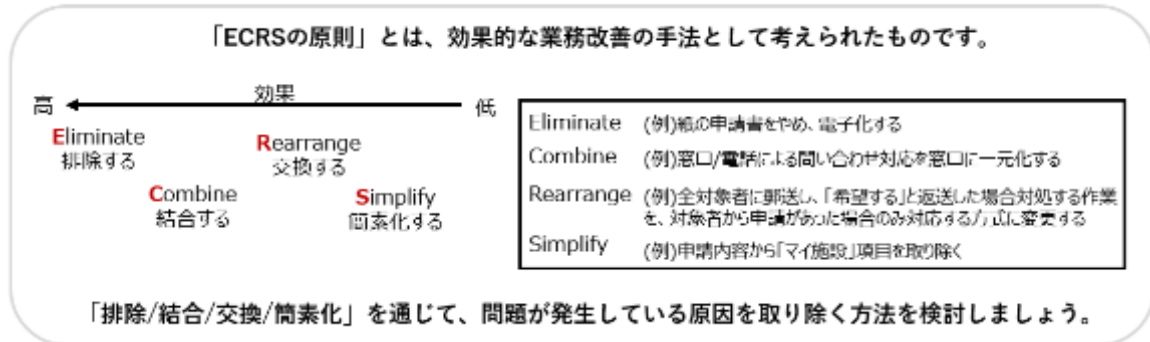 「ECRSの原則」とは、効果的な業務改善の手法として考えられたものです。
効果
高
低
Eliminate
排除する
Combine
結合する
Rearrange
交換する
Simplify
簡素化する
Eliminate (例)紙の申請書をやめ、電子化する
Combine (例)窓口/電話による問い合わせ対応を窓口に一元化する
Rearrange (例)全対象者に郵送し、「希望する」と返送した場合対処する作業
を、対象者から申請があった場合のみ対応する方式に変更する
Simplify (例)申請内容から「マイ施設」項目を取り除く
「排除/結合/交換/簡素化」を通じて、問題が発生している原因を取り除く方法を検討しましょう。